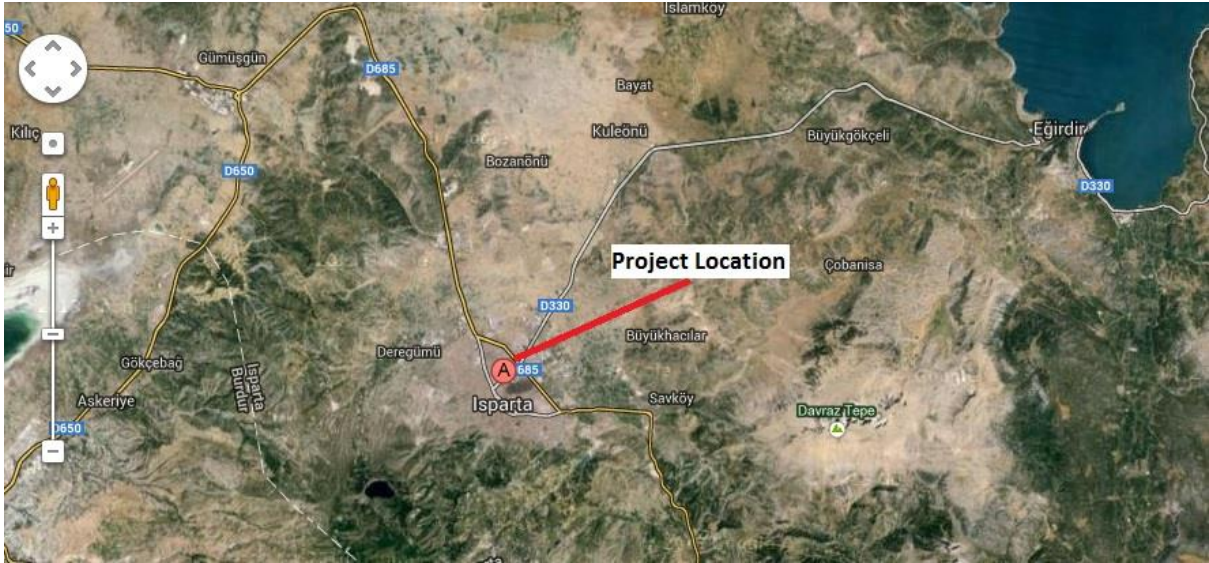 50
İslamköy
Gümüşgün
D685
Bayat
Kılıç
Kuleönü
Büyükgökçeli
Eğirdir
Bozanönü
D650
D330
Project Location
Çobanisa
D330
Büyükhacılar
Deregümü
Gökçebağ
A
685
Isparta
Burdur
Askeriye
Isparta
Savköy
Davraz Tepe
D650